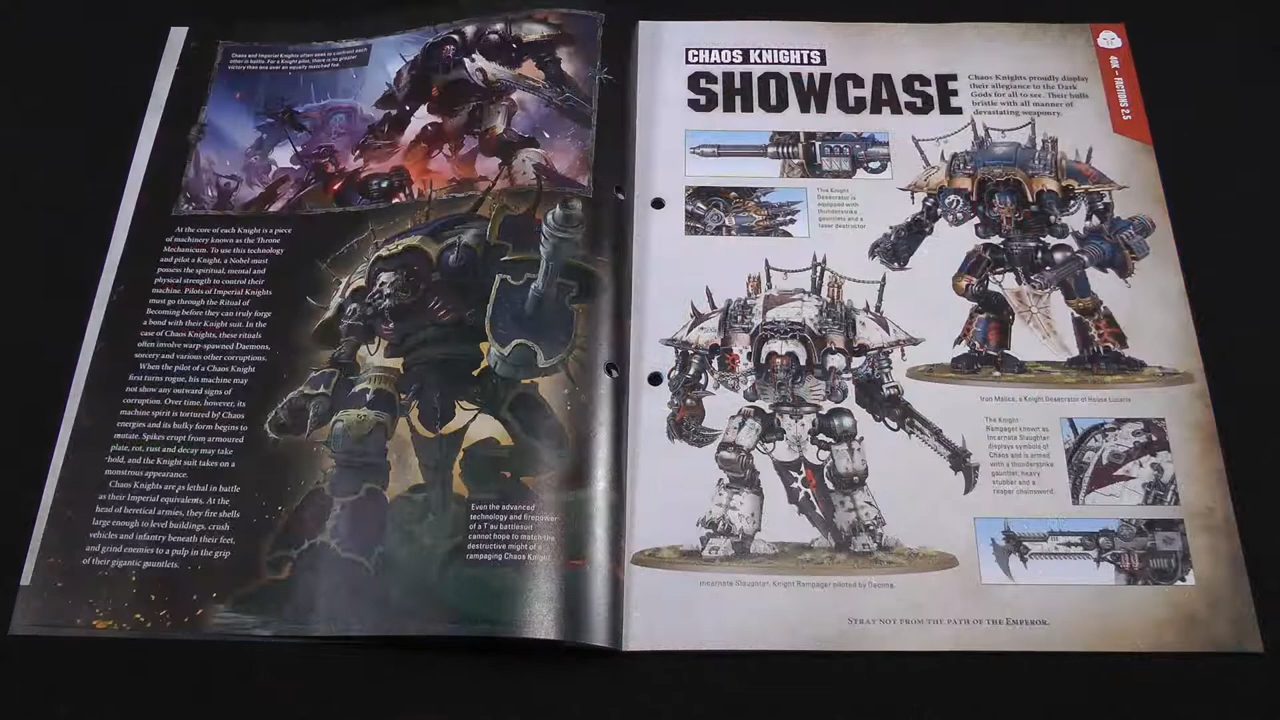 Chaos and Imperial Knights often seek to confront each
other in battle. For a Knight pilot, there is no greater
victory than one over an equally matched foe.
At the core of each Knight is a piece
of machinery known as the Throne
Mechanicum. To use this technology
and pilot a Knight, a Nobel must
possess the spiritual, mental and
physical strength to control their
machine. Pilots of Imperial Knights
must go through the Ritual of
Becoming before they can truly forge
a bond with their Knight suit. In the
case of Chaos Knights, these rituals
often involve warp-spawned Daemons,
sorcery and various other corruptions.
When the pilot of a Chaos Knight
first turns rogue, his machine may
not show any outward signs of
corruption. Over time, however, its
machine spirit is tortured by Chaos
energies and its bulky form begins to
mutate. Spikes erupt from armoured
plate, rot, rust and decay may take
hold, and the Knight suit takes on a
monstrous appearance.
Chaos Knights are as lethal in battle
as their Imperial equivalents. At the
head of heretical armies, they fire shells
large enough to level buildings, crush
vehicles and infantry beneath their feet,
and grind enemies to a pulp in the grip
of their gigantic gauntlets.
Even the advanced
technology and firepower
of a T'au battlesuit
cannot hope to match the
destructive might of a
rampaging Chaos Knight.
CHAOS KNIGHTS
SHOWCASE
Chaos Knights proudly display
their allegiance to the Dark
Gods for all to see. Their hulls
bristle with all manner of
devastating weaponry.
40K – FACTIONS 2.5
This Knight
Desecrator is
equipped with
thunderstrike
gauntlets and a
laser destructor.
Iron Malice, a Knight Desecrator of House Lucaris
The Knight
Rampager known as
Incarnate Slaughter
displays symbols of
Chaos and is armed
with a thunderstrike
gauntlet, heavy
stubber and a
reaper chainsword.
Incarnate Slaughter, Knight Rampager piloted by Dacima.
STRAY NOT FROM THE PATH OF THE EMPEROR.